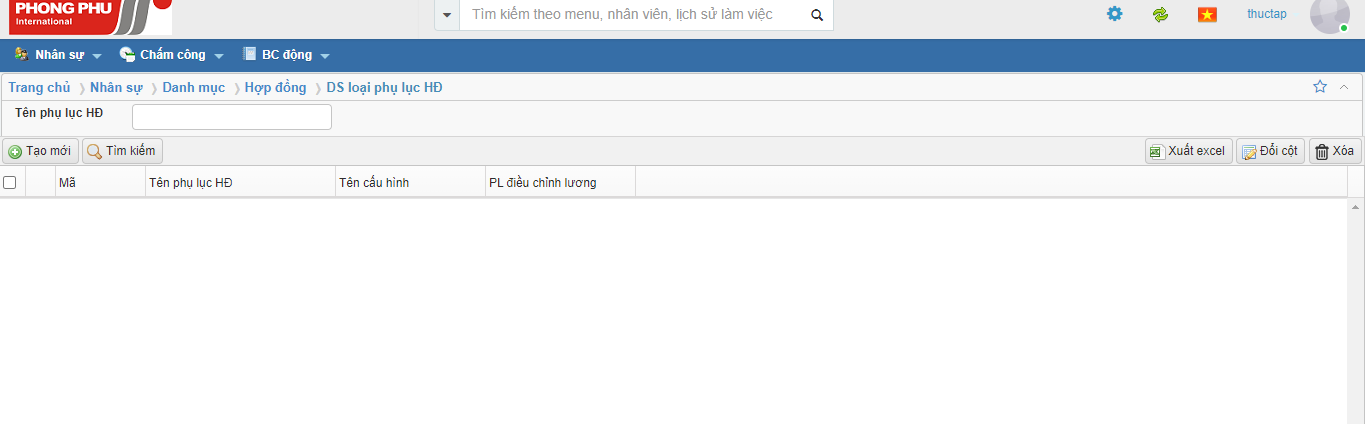 PHONG PHU
International
Tìm kiếm theo menu, nhân viên, lịch sử làm việc
thuctap
Nhân sự Chấm công BC động
Trang chủ Nhân sự Danh mục Hợp đồng DS loại phụ lục HĐ
Tên phụ lục HĐ
Tạo mới Tìm kiếm Xuất excel Đổi cột Xóa
Mã Tên phụ lục HĐ Tên cấu hình PL điều chỉnh lương